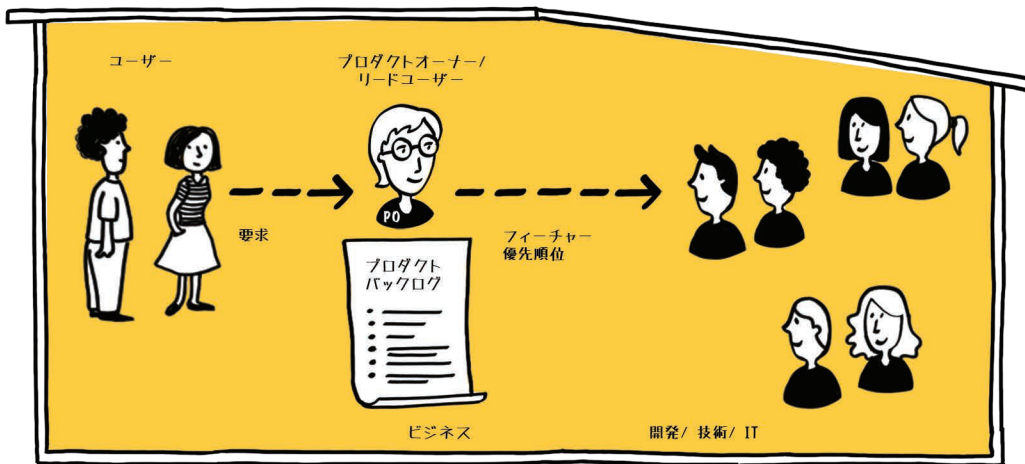 ユーザー
プロダクトオーナー/
リードユーザー
PO
要求
フィーチャー
優先順位
プロダクト
バックログ
ビジネス
開発/ 技術/ IT